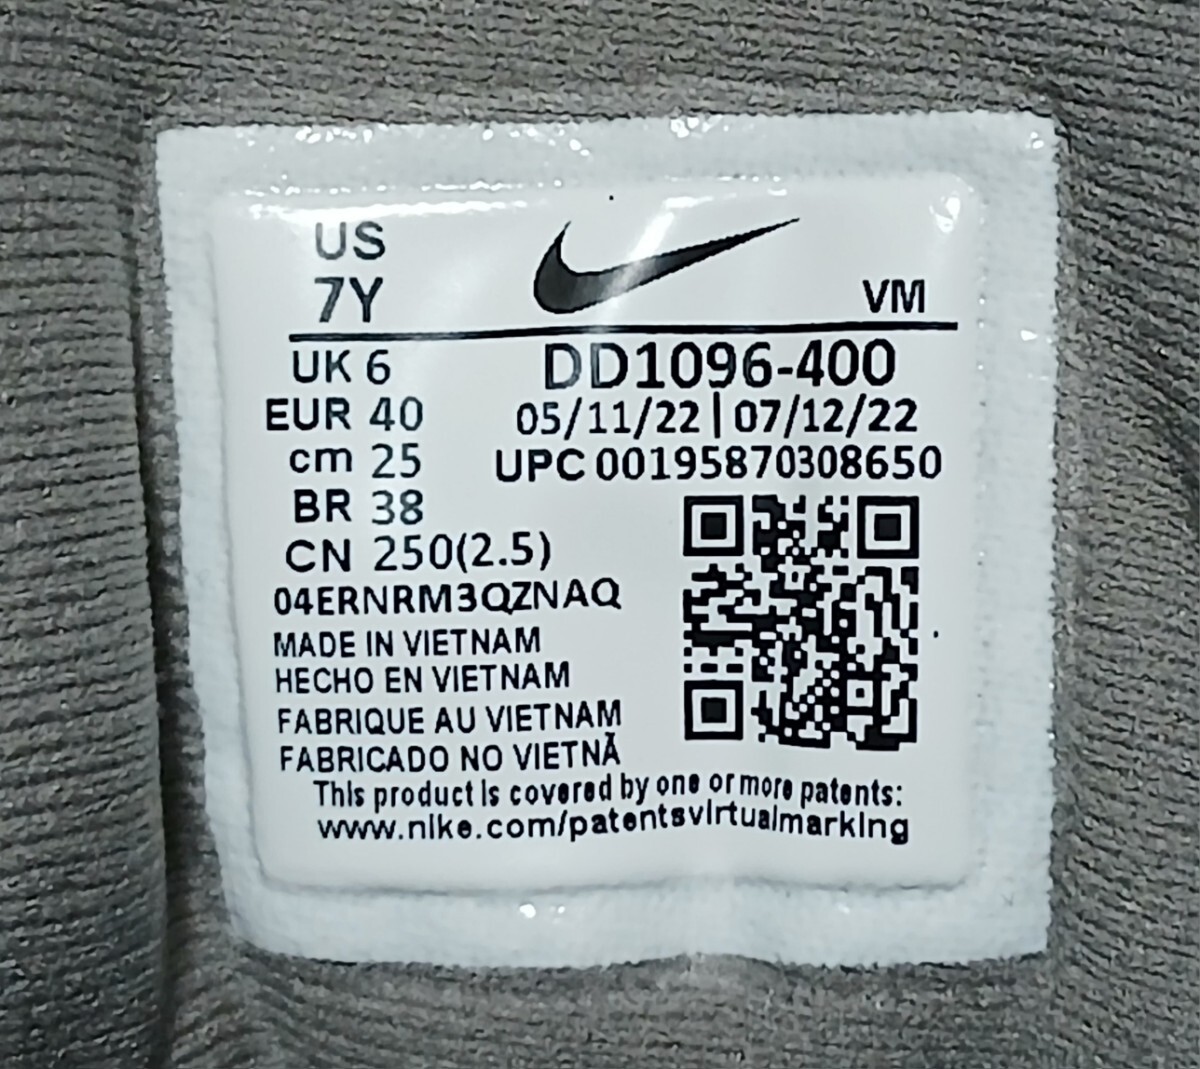 US
7Y
VM
UK 6
EUR 40
cm 25
BR 38
CN 250(2.5)
DD1096-400
05/11/22 | 07/12/22
UPC 00195870308650
04ERNRM3QZNAQ
MADE IN VIETNAM
HECHO EN VIETNAM
FABRIQUE AU VIETNAM
FABRICADO NO VIETNÃ
This product is covered by one or more patents:
www.nike.com/patentsvirtualmarking